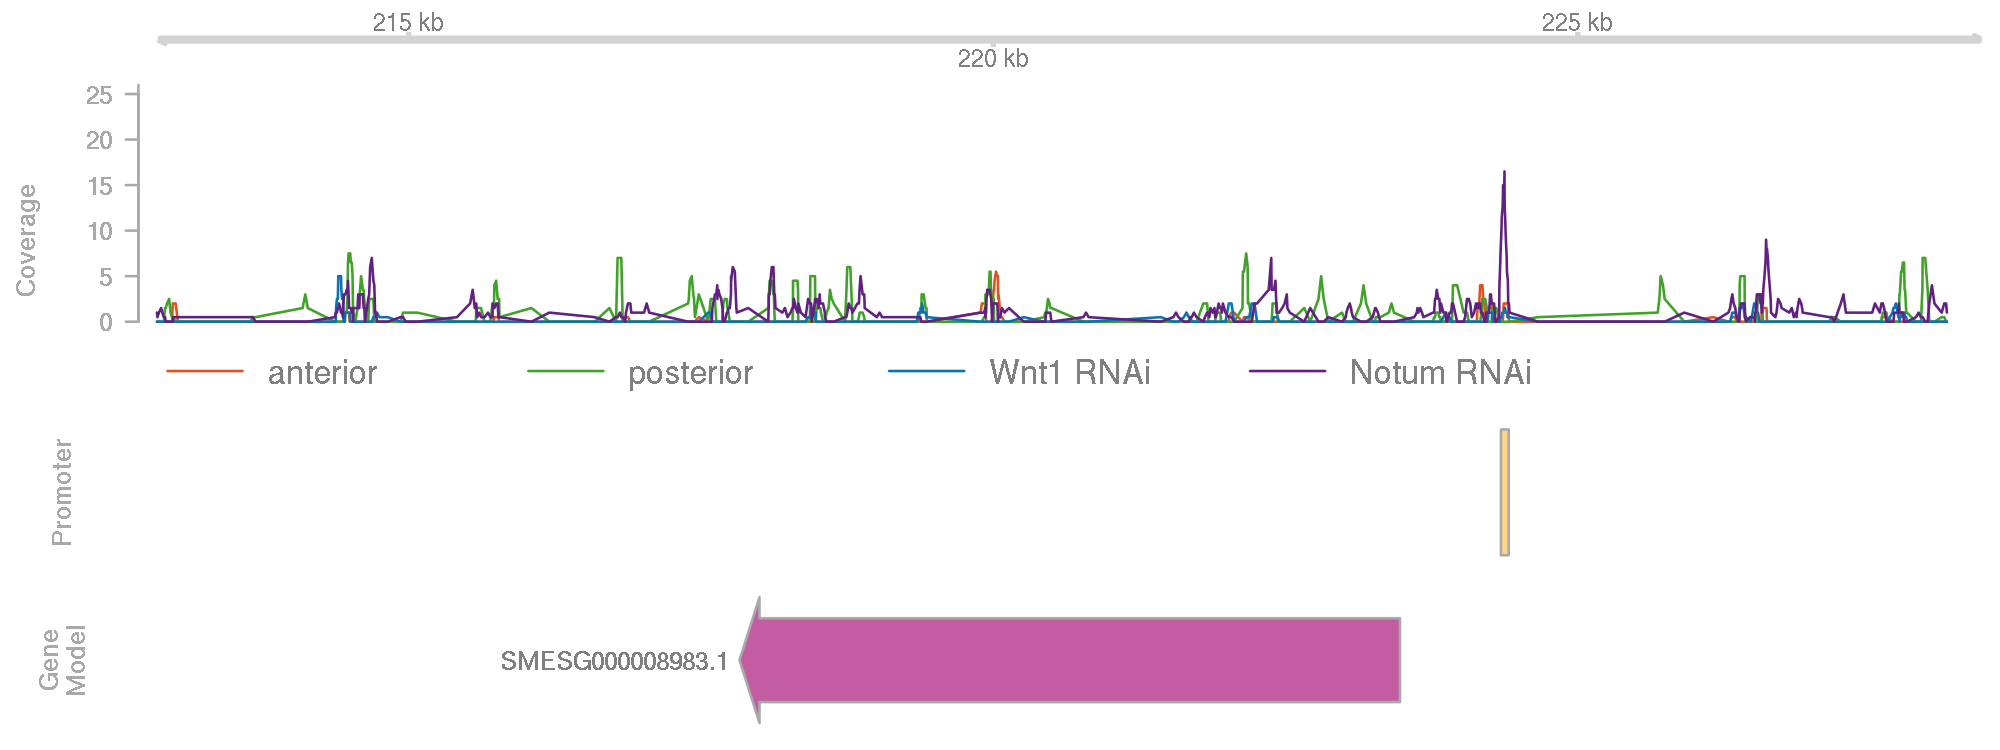 215 kb
225 kb
220 kb
Coverage
25
20
15
10
5
0
anterior
posterior
Wnt1 RNAi
Notum RNAi
Promoter
Gene
Model
SMESG000008983.1